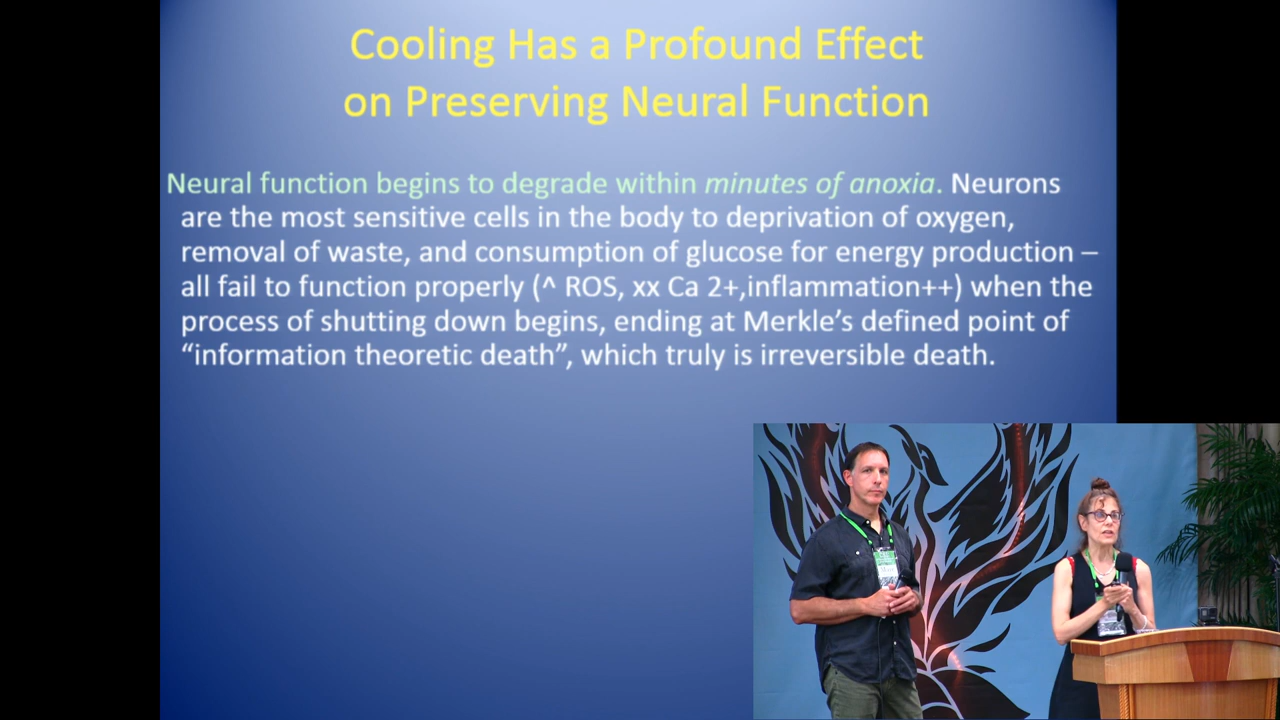 Cooling Has a Profound Effect
on Preserving Neural Function
Neural function begins to degrade within minutes of anoxia. Neurons
are the most sensitive cells in the body to deprivation of oxygen,
removal of waste, and consumption of glucose for energy production –
all fail to function properly (^ ROS, xx Ca 2+,inflammation++) when the
process of shutting down begins, ending at Merkle’s defined point of
“information theoretic death”, which truly is irreversible death.